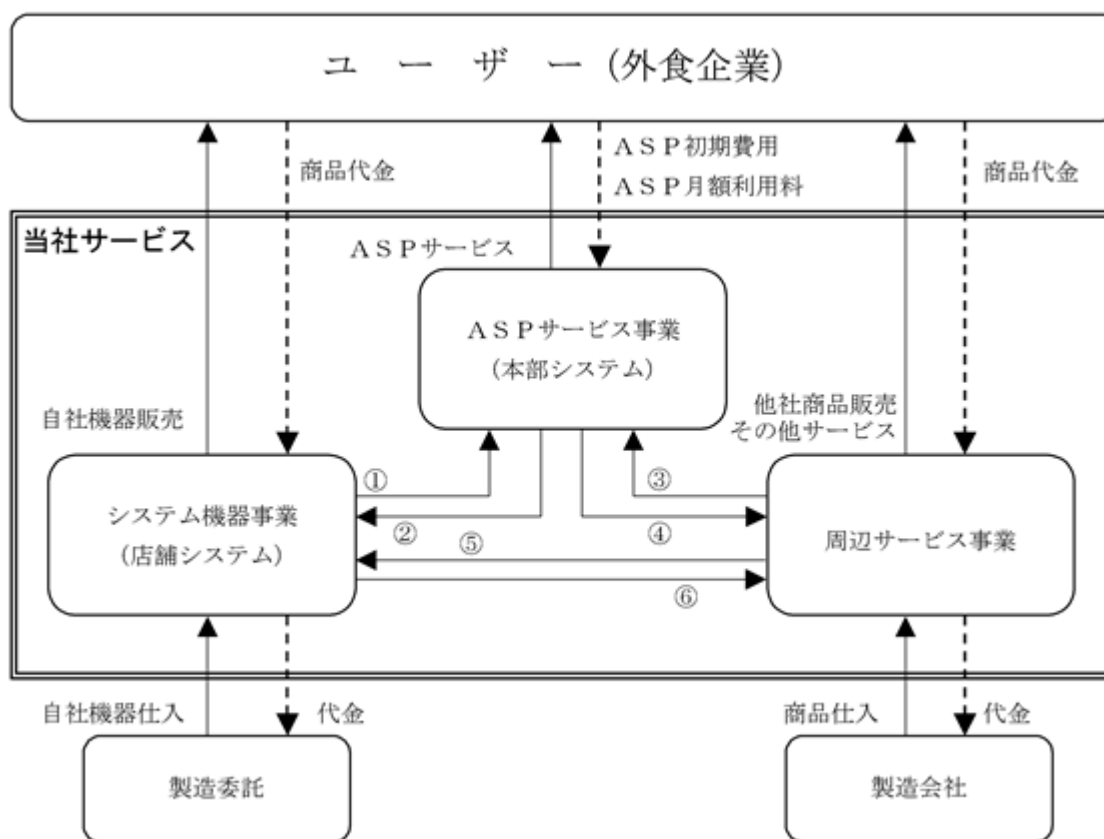 ユーザー(外食企業)
商品代金
ASP初期費用
ASP月額利用料
商品代金
当社サービス
ASPサービス
ASPサービス事業
(本部システム)
自社機器販売
他社商品販売
その他サービス
①
③
システム機器事業
(店舗システム)
②
⑤
④
周辺サービス事業
⑥
自社機器仕入
代金
商品仕入
代金
製造委託
製造会社